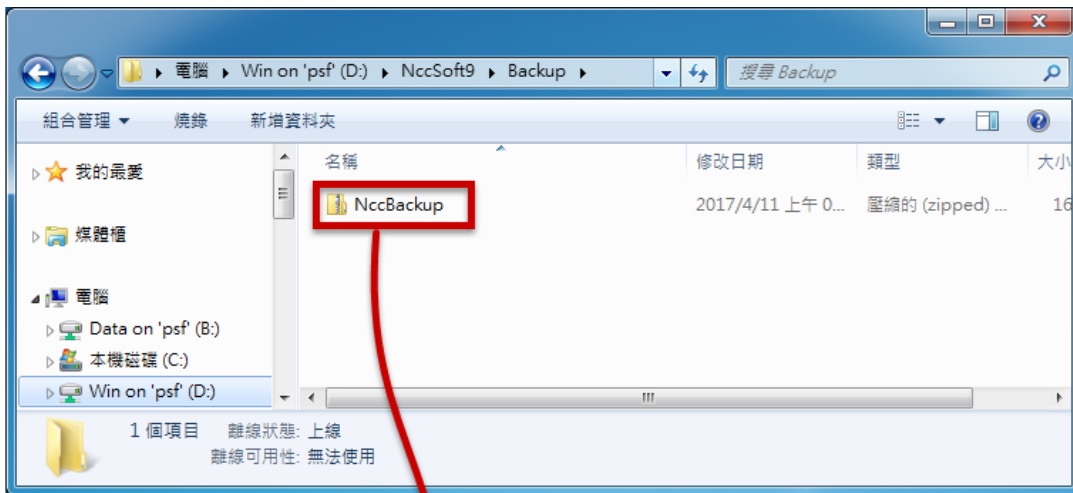 電腦 Win on 'psf' (D:) NccSoft9 Backup 搜尋 Backup
組合管理 燒錄 新增資料夾
名稱 修改日期 類型 大小
NccBackup 2017/4/11 上午 0... 壓縮的 (zipped) ... 16
我的最愛
媒體櫃
電腦
Data on 'psf' (B:)
本機磁碟 (C:)
Win on 'psf' (D:)
1 個項目 離線狀態: 上線
離線可用性: 無法使用